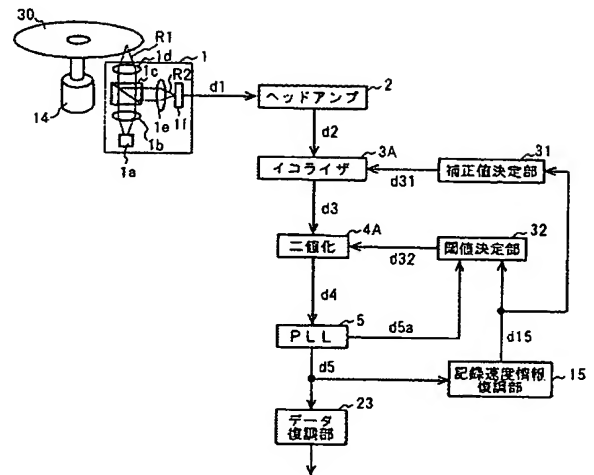 30
R1
1d
1
1c
R2
d1
2
ヘッドアンプ
14
1e
1f
1b
1a
d2
3A
31
イコライザ
d31
補正値決定部
d3
4A
32
二値化
d32
閾値決定部
d4
5
PLL
d5a
d15
d5
記録速度情報
復調部
15
23
データ
復調部